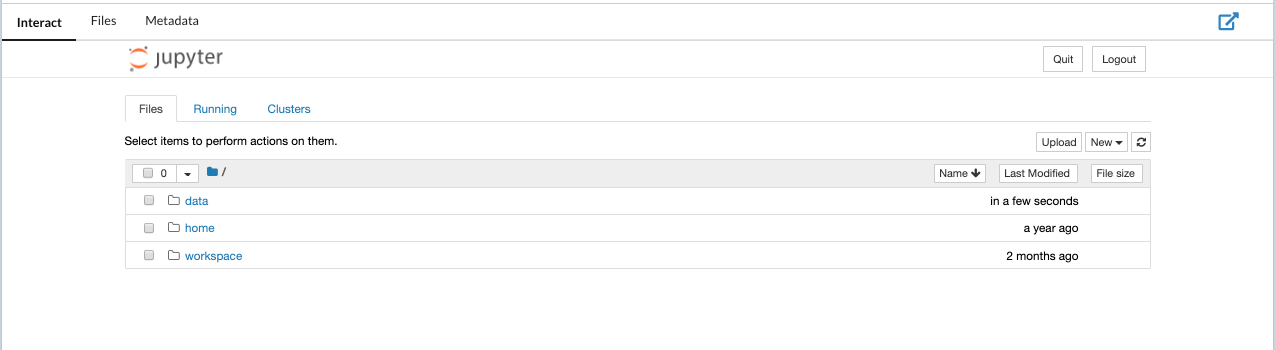 Interact Files Metadata
jupyter Quit Logout
Files Running Clusters
Select items to perform actions on them. Upload New
0 / Name Last Modified File size
data in a few seconds
home a year ago
workspace 2 months ago